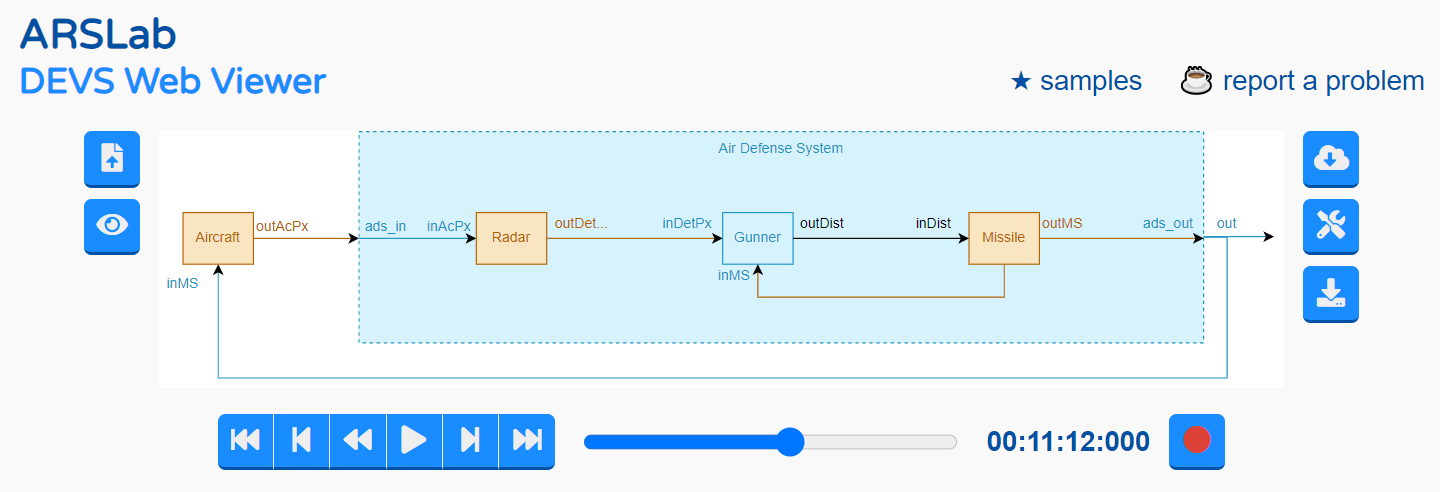 ARSLab
DEVS Web Viewer
samples
report a problem
Air Defense System
Aircraft
outAcPx
ads_in
inAcPx
Radar
outDet...
inDetPx
Gunner
outDist
inDist
Missile
outMS
ads_out
out
inMS
inMS
00:11:12:000